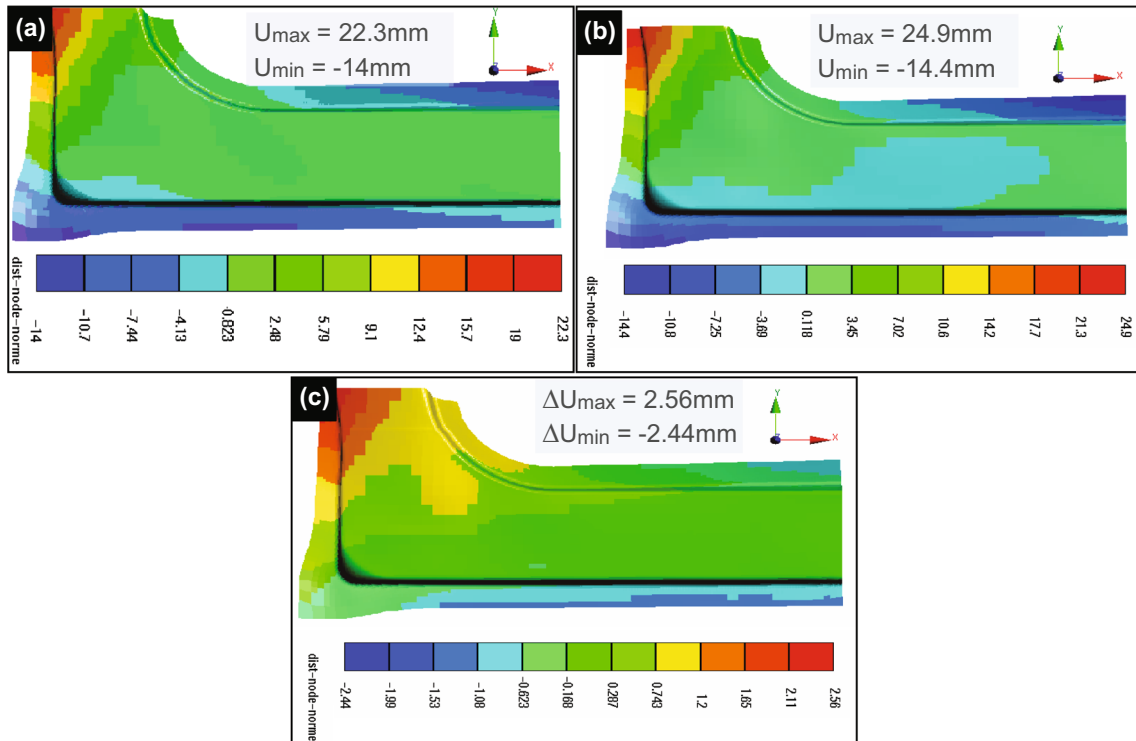 (a)
Umax = 22.3mm
Umin = -14mm
Y
X
dist-node-norme
-14
-10.7
-7.44
-4.13
-0.823
2.48
5.79
9.11
12.4
15.7
19
22.3
(b)
Umax = 24.9mm
Umin = -14.4mm
Y
X
dist-node-norme
-14.4
-10.8
-7.25
-3.69
0.118
3.45
7.02
10.6
14.2
17.7
21.3
24.9
(c)
ΔUmax = 2.56mm
ΔUmin = -2.44mm
Y
X
dist-node-norme
-2.44
-1.99
-1.53
-1.08
-0.623
-0.168
0.287
0.743
1.2
1.65
2.11
2.56